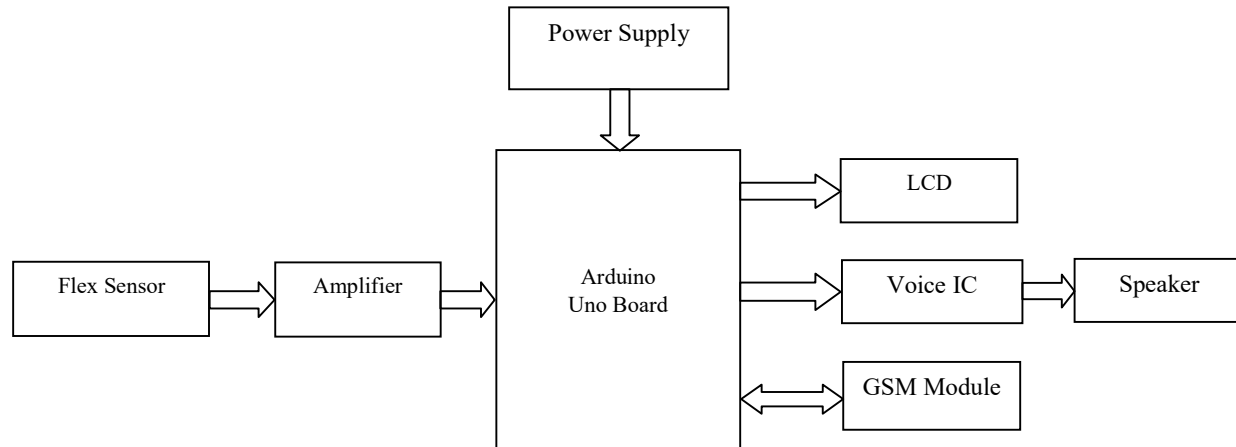 Power Supply
LCD
Flex Sensor
Amplifier
Arduino
Uno Board
Voice IC
Speaker
GSM Module